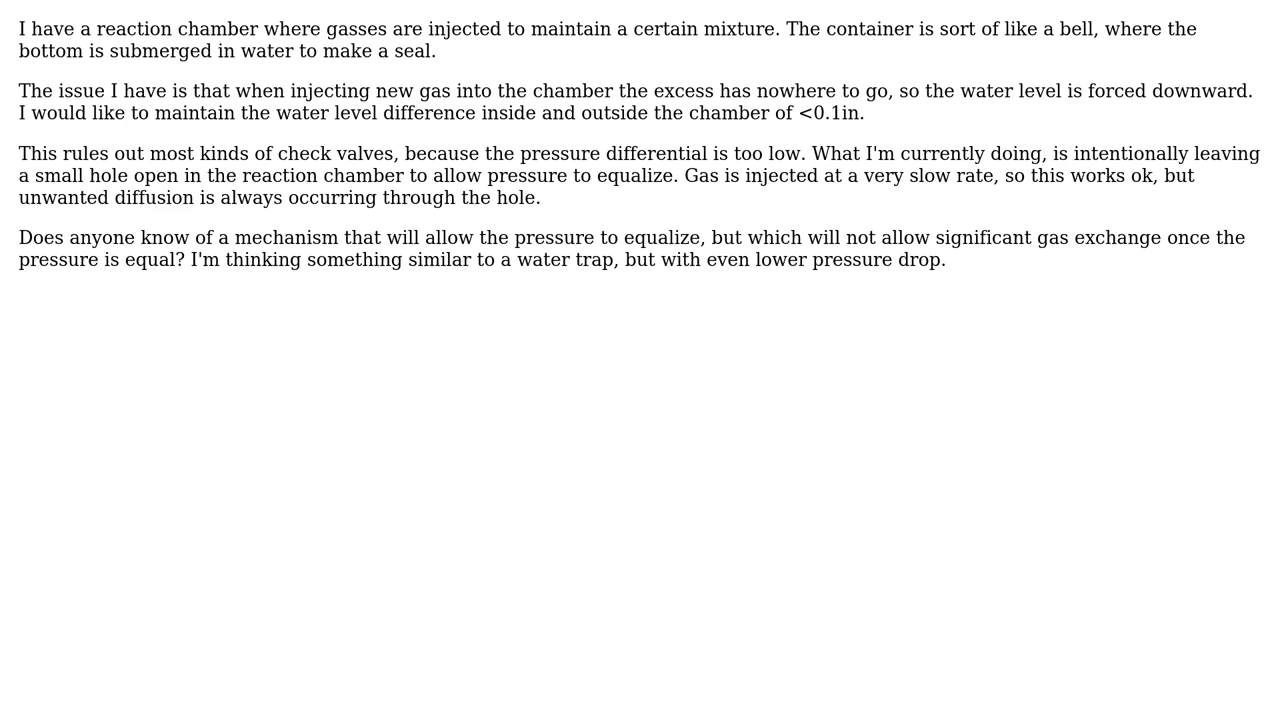 I have a reaction chamber where gasses are injected to maintain a certain mixture. The container is sort of like a bell, where the
bottom is submerged in water to make a seal.
The issue I have is that when injecting new gas into the chamber the excess has nowhere to go, so the water level is forced downward.
I would like to maintain the water level difference inside and outside the chamber of <0.1in.
This rules out most kinds of check valves, because the pressure differential is too low. What I'm currently doing, is intentionally leaving
a small hole open in the reaction chamber to allow pressure to equalize. Gas is injected at a very slow rate, so this works ok, but
unwanted diffusion is always occurring through the hole.
Does anyone know of a mechanism that will allow the pressure to equalize, but which will not allow significant gas exchange once the
pressure is equal? I'm thinking something similar to a water trap, but with even lower pressure drop.